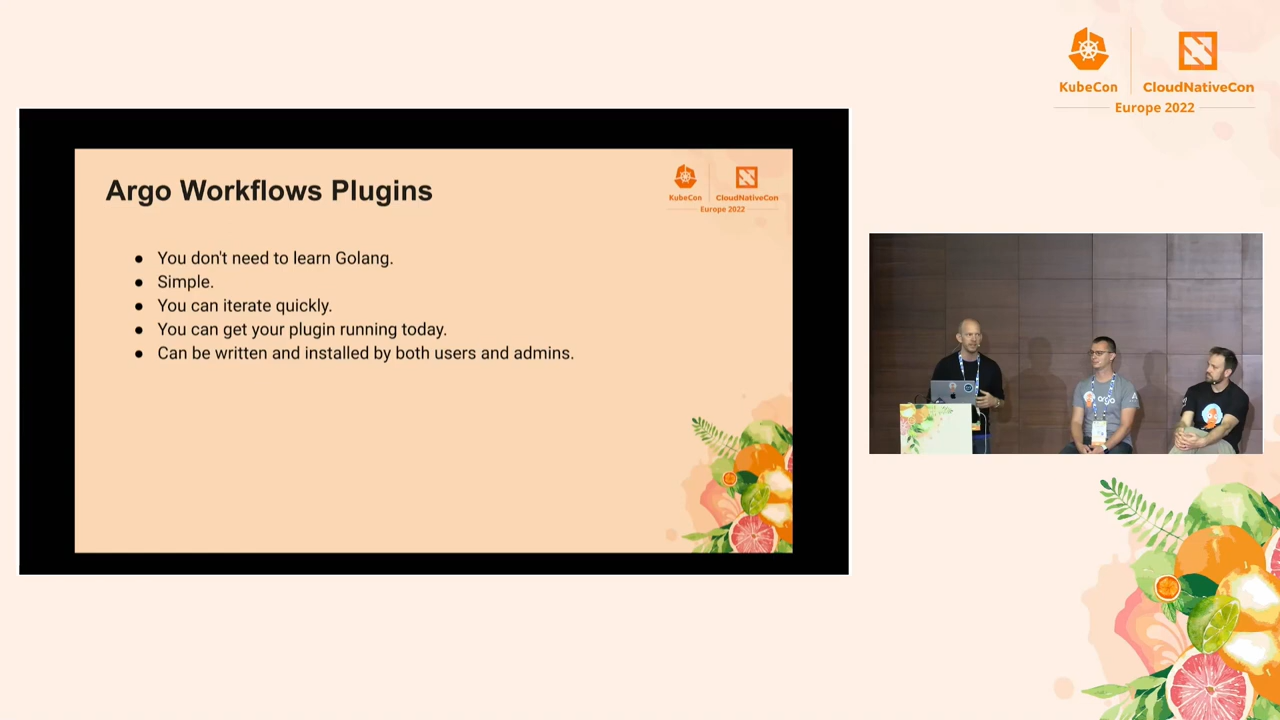 KubeCon
CloudNativeCon
Europe 2022
Argo Workflows Plugins
KubeCon
CloudNativeCon
Europe 2022
● You don't need to learn Golang.
● Simple.
● You can iterate quickly.
● You can get your plugin running today.
● Can be written and installed by both users and admins.
argo